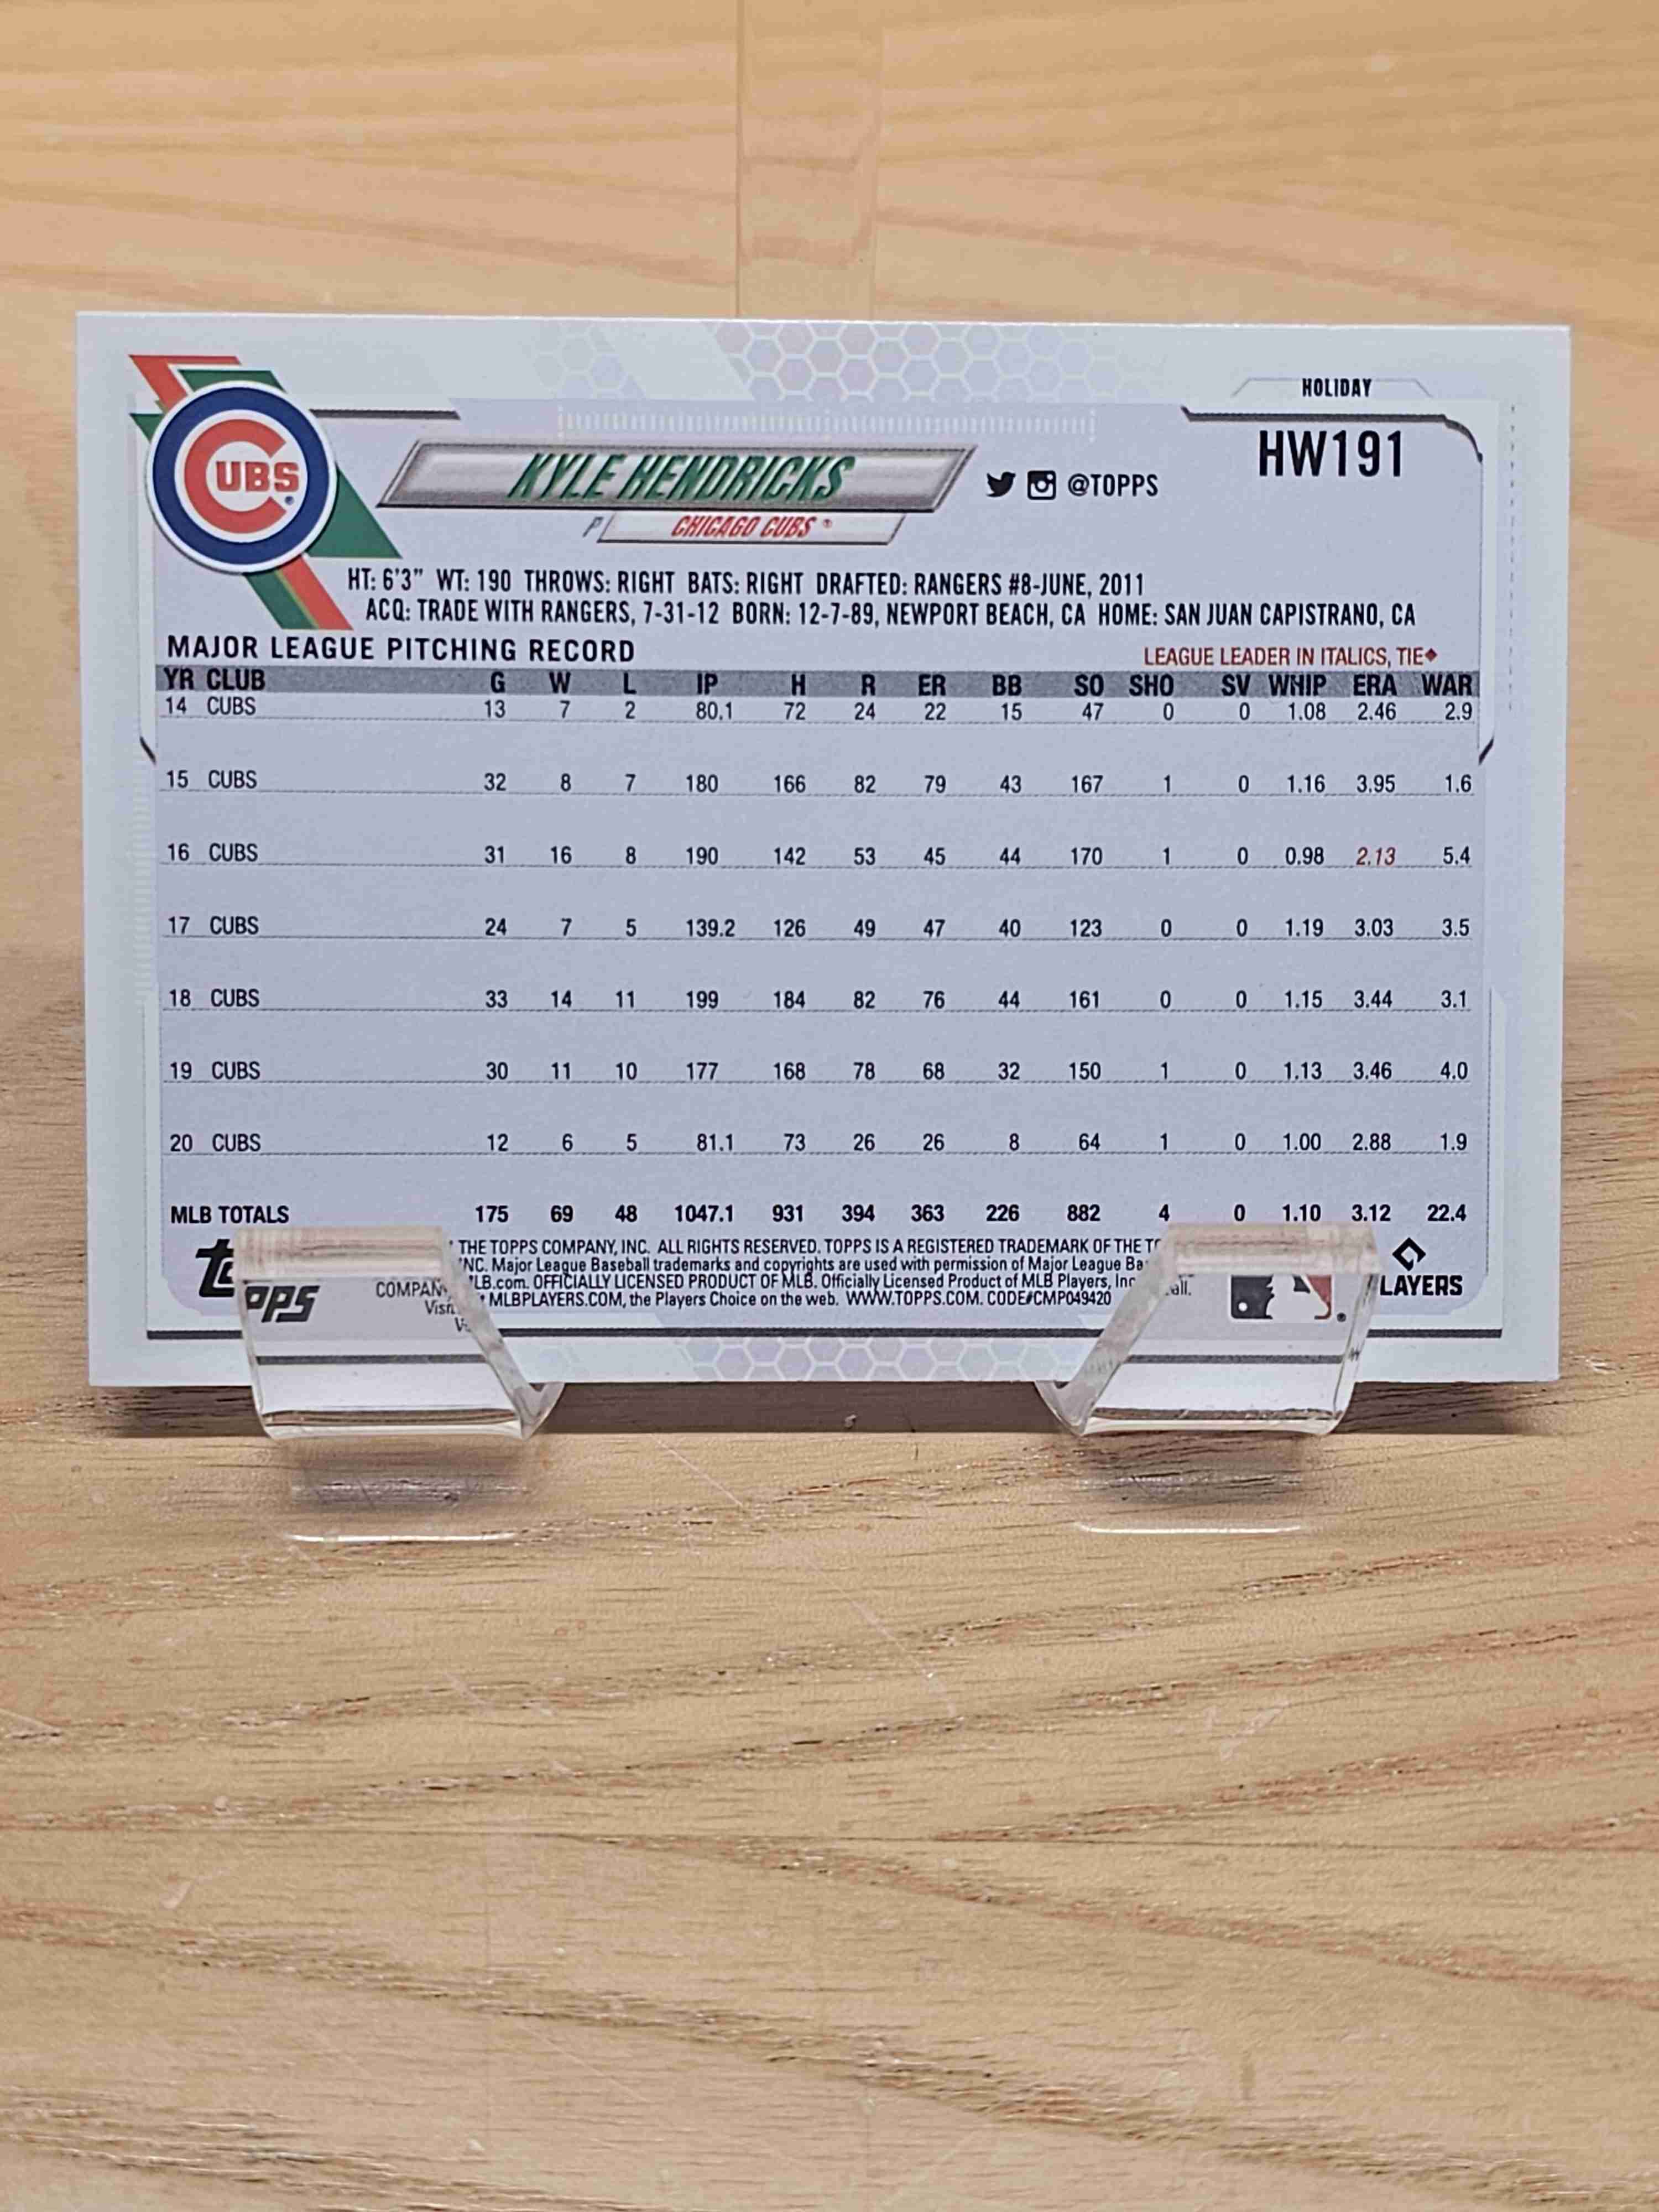 HOLIDAY
HW191
CUBS
KYLE HENDRICKS
@TOPPS
P CHICAGO CUBS
HT: 6'3" WT: 190 THROWS: RIGHT BATS: RIGHT DRAFTED: RANGERS #8-JUNE, 2011
ACQ: TRADE WITH RANGERS, 7-31-12 BORN: 12-7-89, NEWPORT BEACH, CA HOME: SAN JUAN CAPISTRANO, CA
MAJOR LEAGUE PITCHING RECORD
LEAGUE LEADER IN ITALICS, TIE◆
YR CLUB G W L IP H R ER BB SO SHO SV WHIP ERA WAR
14 CUBS 13 7 2 80.1 72 24 22 15 47 0 0 1.08 2.46 2.9
15 CUBS 32 8 7 180 166 82 79 43 167 1 0 1.16 3.95 1.6
16 CUBS 31 16 8 190 142 53 45 44 170 1 0 0.98 2.13 5.4
17 CUBS 24 7 5 139.2 126 49 47 40 123 0 0 1.19 3.03 3.5
18 CUBS 33 14 11 199 184 82 76 44 161 0 0 1.15 3.44 3.1
19 CUBS 30 11 10 177 168 78 68 32 150 1 0 1.13 3.46 4.0
20 CUBS 12 6 5 81.1 73 26 26 8 64 1 0 1.00 2.88 1.9
MLB TOTALS 175 69 48 1047.1 931 394 363 226 882 4 0 1.10 3.12 22.4
THE TOPPS COMPANY, INC. ALL RIGHTS RESERVED. TOPPS IS A REGISTERED TRADEMARK OF THE
Major League Baseball trademarks and copyrights are used with permission of Major League
OFFICIALLY LICENSED PRODUCT OF MLB. Officially Licensed Product of MLB Players,
MLBPLAYERS.COM, the Players Choice on the web. WWW.TOPPS.COM. CODE#CMP049420